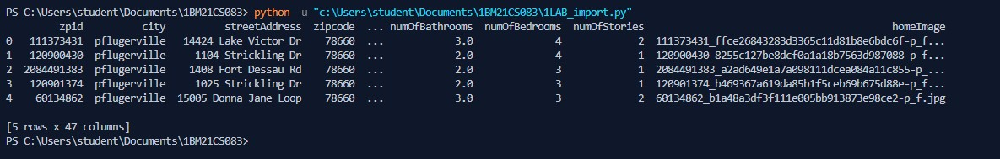 PS C:\Users\student\Documents\1BM21CS083> python -u "c:\Users\student\Documents\1BM21CS083\1LAB_import.py"
zpid city streetAddress zipcode ... numOfBathrooms numOfBedrooms numOfStories homeImage
0 111373431 pflugerville 14424 Lake Victor Dr 78660 ... 3.0 4 2 111373431_ffce26843283d3365c11d81b8e6bdc6f-p_f...
1 120900430 pflugerville 1104 Strickling Dr 78660 ... 2.0 4 1 120900430_8255c127be8dcf0a1a18b7563d987088-p_f...
2 2084491383 pflugerville 1408 Fort Dessau Rd 78660 ... 2.0 3 1 2084491383_a2ad649e1a7a098111dcea084a11c855-p_...
3 120901374 pflugerville 1025 Strickling Dr 78660 ... 2.0 3 1 120901374_b469367a619da85b1f5ceb69b675d88e-p_f...
4 60134862 pflugerville 15005 Donna Jane Loop 78660 ... 3.0 3 2 60134862_b1a48a3df3f111e005bb913873e98ce2-p_f.jpg
[5 rows x 47 columns]
PS C:\Users\student\Documents\1BM21CS083>